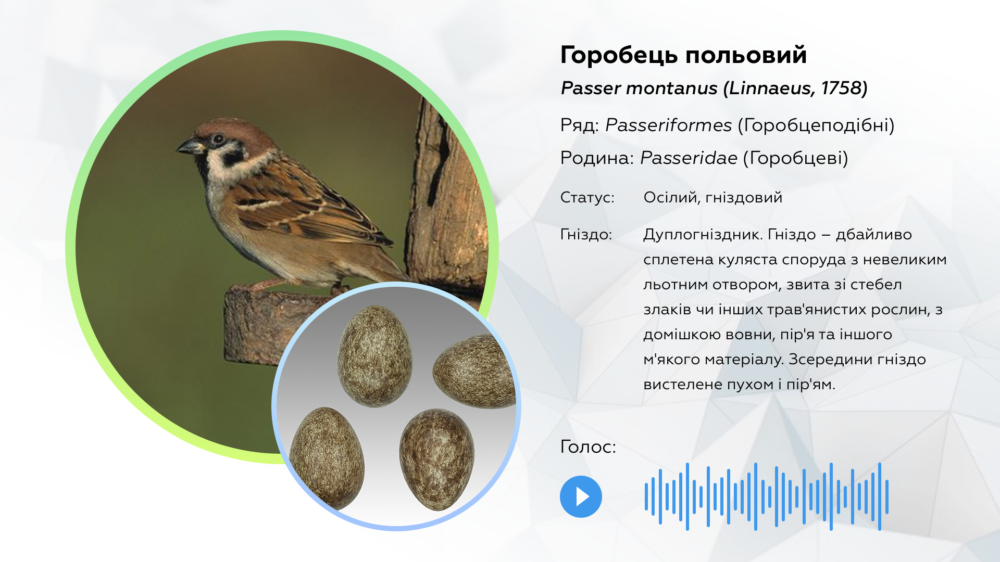 Горобець польовий
Passer montanus (Linnaeus, 1758)
Ряд: Passeriformes (Горобцеподібні)
Родина: Passeridae (Горобцеві)
Статус: Осілий, гніздовий
Гніздо: Дуплогніздник. Гніздо – дбайливо
сплетена куляста споруда з невеликим
льотним отвором, звита зі стебел
злаків чи інших трав'янистих рослин, з
домішкою вовни, пір'я та іншого
м'якого матеріалу. Зсередини гніздо
вистелене пухом і пір'ям.
Голос: